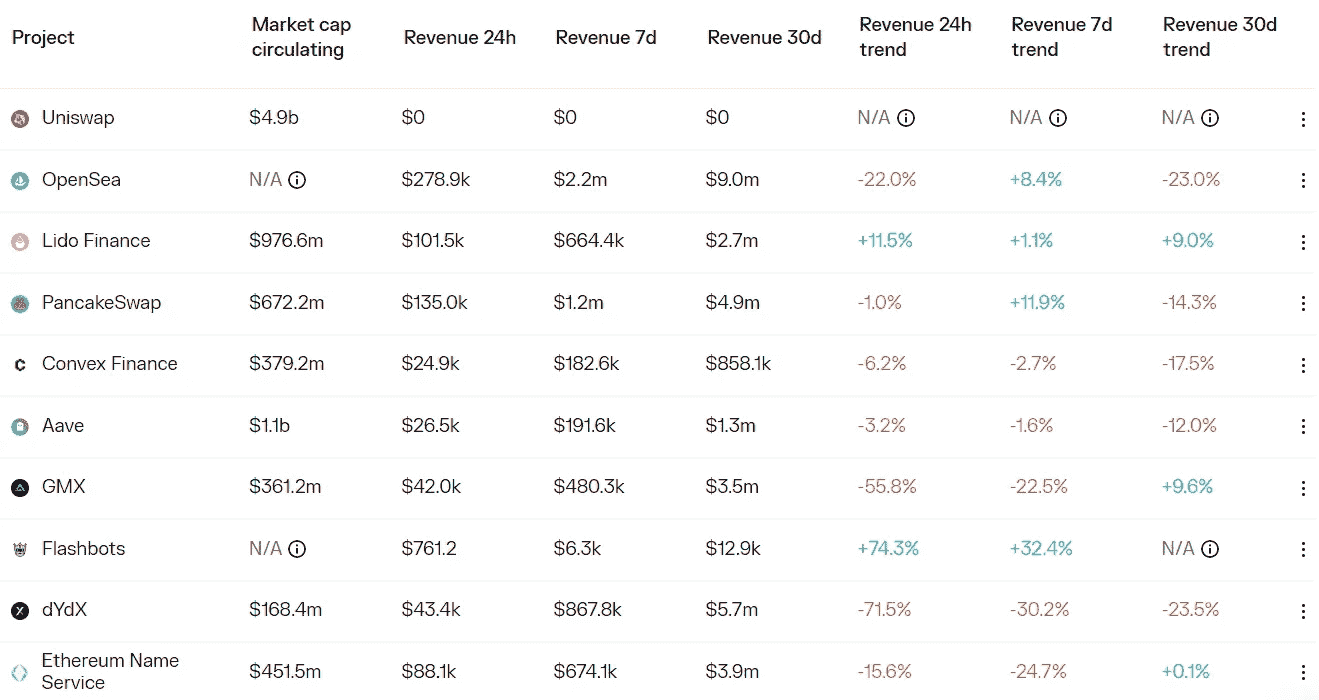 Project Market cap circulating Revenue 24h Revenue 7d Revenue 30d Revenue 24h trend Revenue 7d trend Revenue 30d trend
Uniswap $4.9b $0 $0 $0 N/A N/A N/A
OpenSea N/A $278.9k $2.2m $9.0m -22.0% +8.4% -23.0%
Lido Finance $976.6m $101.5k $664.4k $2.7m +11.5% +1.1% +9.0%
PancakeSwap $672.2m $135.0k $1.2m $4.9m -1.0% +11.9% -14.3%
Convex Finance $379.2m $24.9k $182.6k $858.1k -6.2% -2.7% -17.5%
Aave $1.1b $26.5k $191.6k $1.3m -3.2% -1.6% -12.0%
GMX $361.2m $42.0k $480.3k $3.5m -55.8% -22.5% +9.6%
Flashbots N/A $761.2 $6.3k $12.9k +74.3% +32.4% N/A
dYdX $168.4m $43.4k $867.8k $5.7m -71.5% -30.2% -23.5%
Ethereum Name Service $451.5m $88.1k $674.1k $3.9m -15.6% -24.7% +0.1%